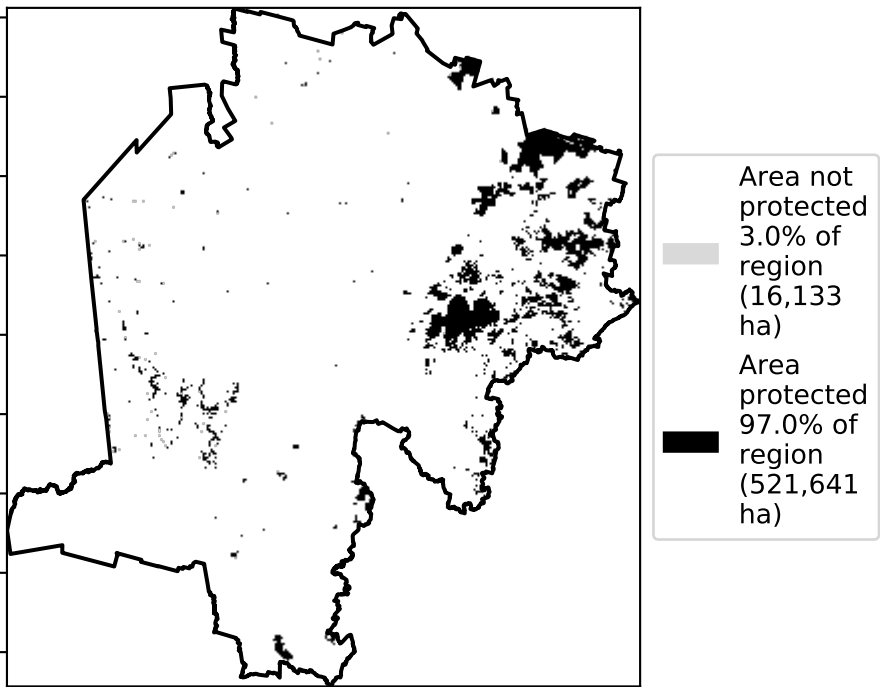 Area not
protected
3.0% of
region
(16,133
ha)
Area
protected
97.0% of
region
(521,641
ha)